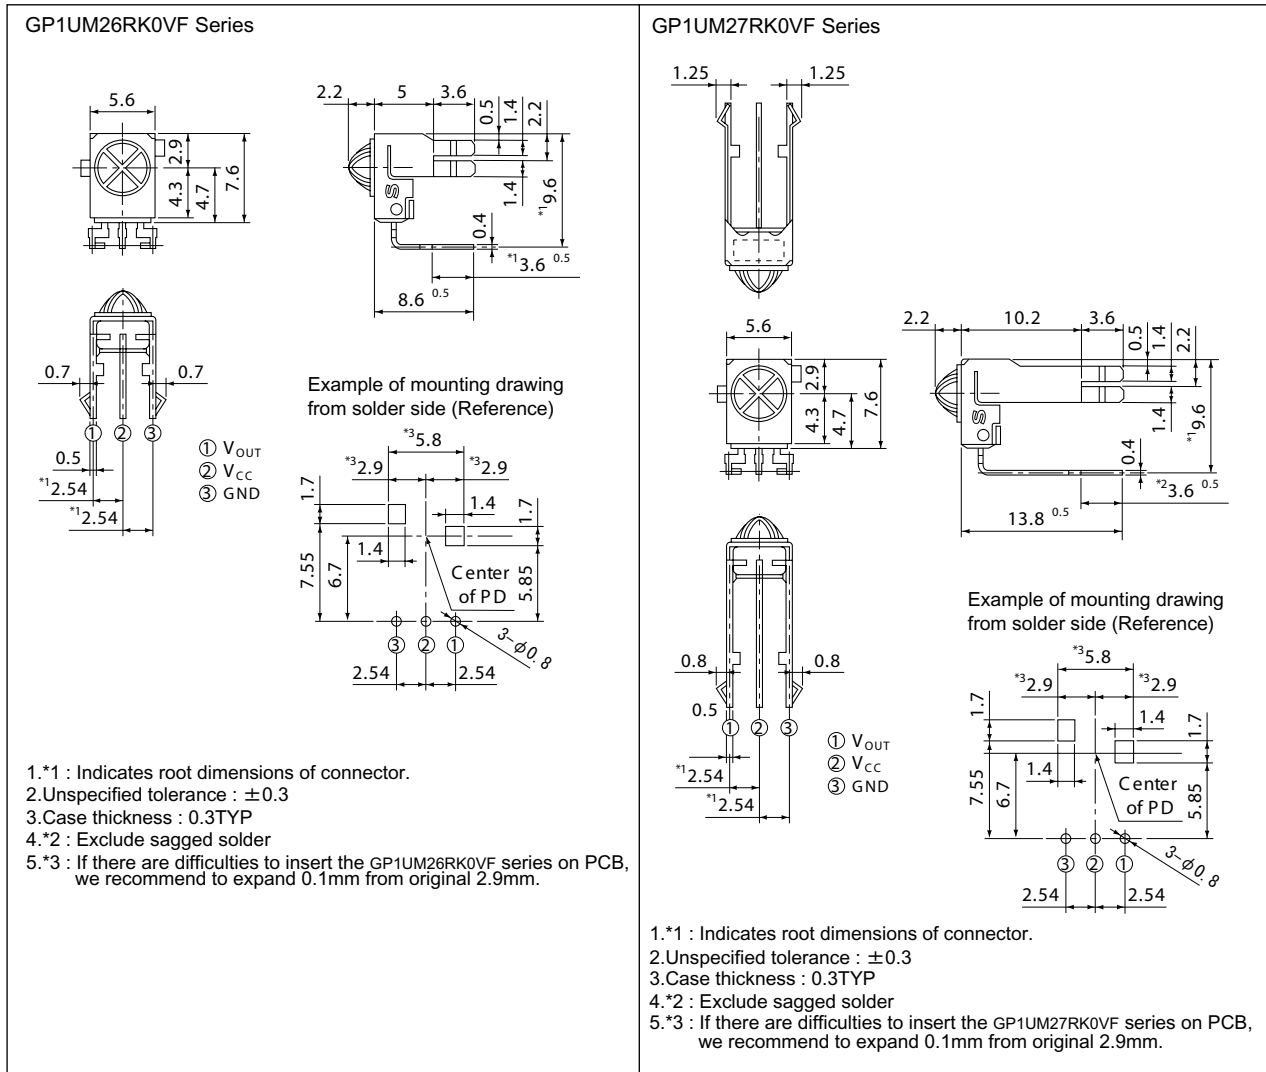 GP1UM26RK0VF Series
5.6
2.9
4.3
4.7
7.6
2.2
5
3.6
0.5
1.4
2.2
1.4
*19.6
0.4
*13.6 0.5
8.6 0.5
S
0.7
0.7
① ② ③
0.5
*12.54
*12.54
① VOUT
② VCC
③ GND
Example of mounting drawing
from solder side (Reference)
*35.8
*32.9
*32.9
1.7
1.4
1.7
1.4
7.55
6.7
5.85
Center
of PD
③ ② ①
3-φ0.8
2.54
2.54
1.*1 : Indicates root dimensions of connector.
2.Unspecified tolerance : ±0.3
3.Case thickness : 0.3TYP
4.*2 : Exclude sagged solder
5.*3 : If there are difficulties to insert the GP1UM26RK0VF series on PCB,
we recommend to expand 0.1mm from original 2.9mm.
GP1UM27RK0VF Series
1.25
1.25
5.6
2.9
4.3
4.7
7.6
2.2
10.2
3.6
0.5
1.4
2.2
1.4
*19.6
0.4
*23.6 0.5
13.8 0.5
S
0.8
0.8
0.5
① ② ③
*12.54
*12.54
① VOUT
② VCC
③ GND
Example of mounting drawing
from solder side (Reference)
*35.8
*32.9
*32.9
1.7
1.4
1.7
1.4
7.55
6.7
5.85
Center
of PD
③ ② ①
3-φ0.8
2.54
2.54
1.*1 : Indicates root dimensions of connector.
2.Unspecified tolerance : ±0.3
3.Case thickness : 0.3TYP
4.*2 : Exclude sagged solder
5.*3 : If there are difficulties to insert the GP1UM27RK0VF series on PCB,
we recommend to expand 0.1mm from original 2.9mm.